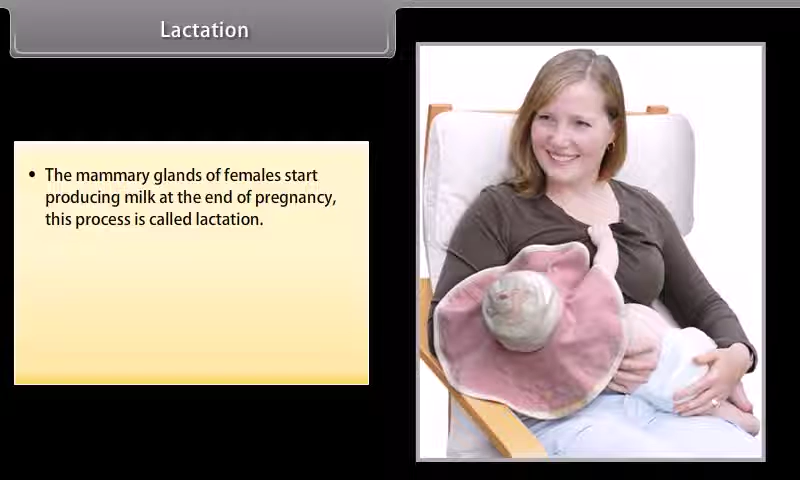 Lactation
• The mammary glands of females start
producing milk at the end of pregnancy,
this process is called lactation.